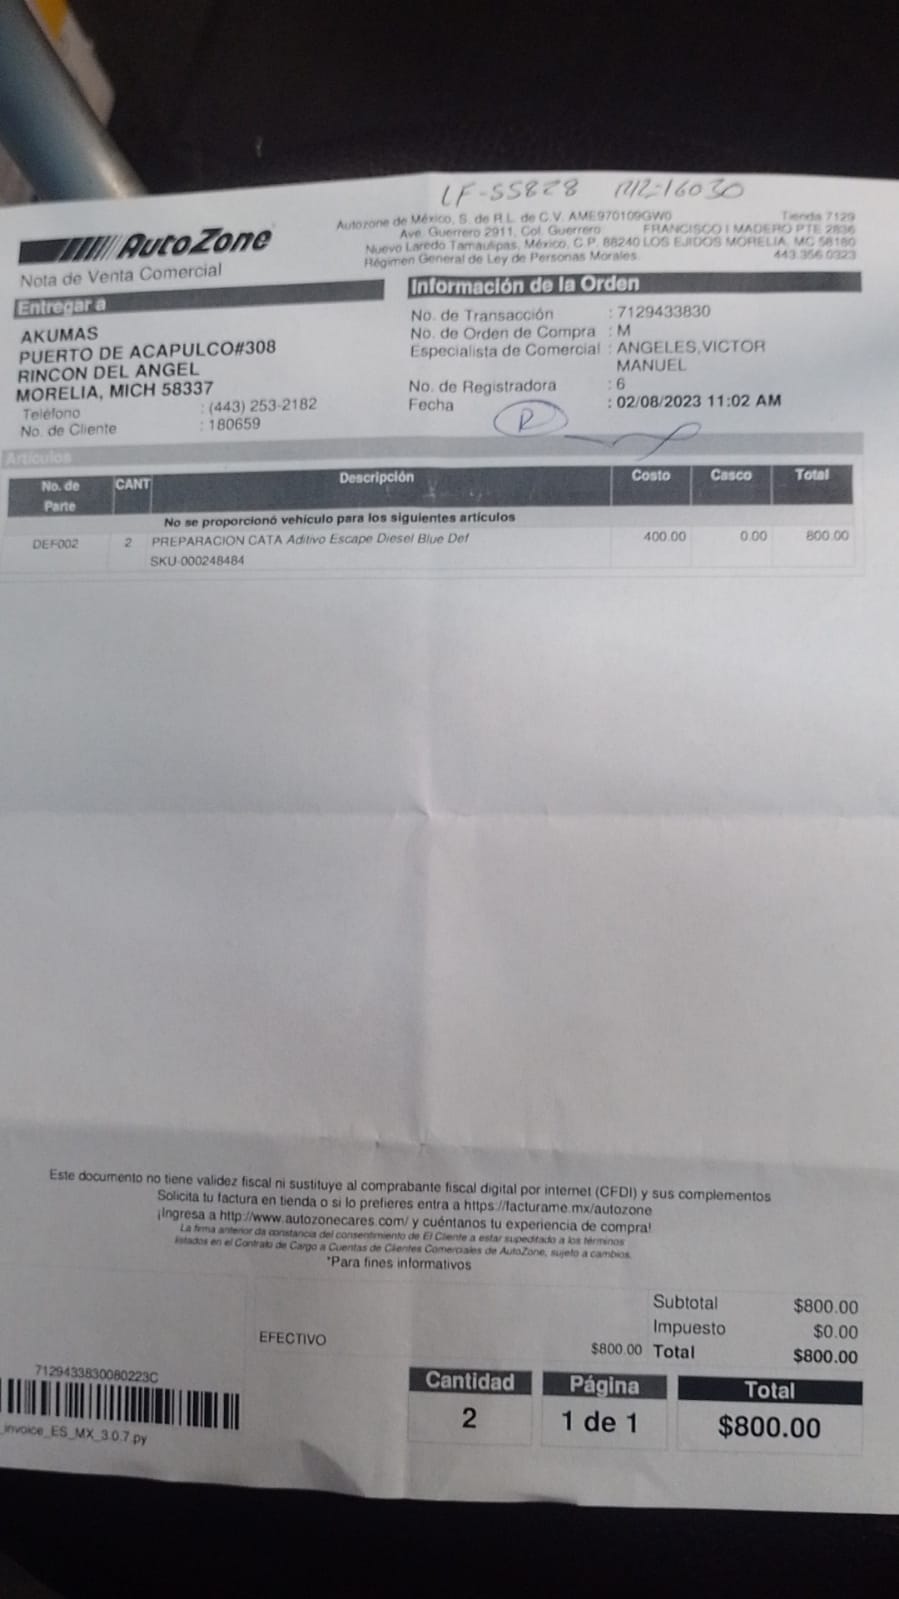 LF-55828
AutoZone
Nota de Venta Comercial
Autozone de México, S. de R.L. de C.V. AME970109GW0
Ave. Guerrero 2911, Col. Guerrero
Nuevo Laredo Tamaulipas, México, C.P. 88240
Régimen General de Ley de Personas Morales.
Tienda 7129
FRANCISCO I MADERO PTE 2836
LOS EJIDOS MORELIA, MC 58180
443.356.0323
Entregar a
AKUMAS
PUERTO DE ACAPULCO#308
RINCON DEL ANGEL
MORELIA, MICH 58337
Teléfono : (443) 253-2182
No. de Cliente : 180659
Información de la Orden
No. de Transacción : 7129433830
No. de Orden de Compra : M
Especialista de Comercial : ANGELES,VICTOR
MANUEL
No. de Registradora : 6
Fecha : 02/08/2023 11:02 AM
R
Artículos
No. de Parte CANT Descripción Costo Casco Total
No se proporcionó vehículo para los siguientes artículos
DEF002 2 PREPARACION CATA Aditivo Escape Diesel Blue Def 400.00 0.00 800.00
SKU-000248484
Este documento no tiene validez fiscal ni sustituye al comprobante fiscal digital por internet (CFDI) y sus complementos
Solicita tu factura en tienda o si lo prefieres entra a https://facturame.mx/autozone
¡Ingresa a http://www.autozonecares.com/ y cuéntanos tu experiencia de compra!
La firma anterior da constancia del consentimiento de El Cliente a estar supeditado a los términos
listados en el Contrato de Cargo a Cuentas de Clientes Comerciales de AutoZone, sujeto a cambios.
*Para fines informativos
Subtotal $800.00
Impuesto $0.00
EFECTIVO $800.00 Total $800.00
712943383008​0223C
_invoice_ES_MX_3.0.7.py
Cantidad Página Total
2 1 de 1 $800.00